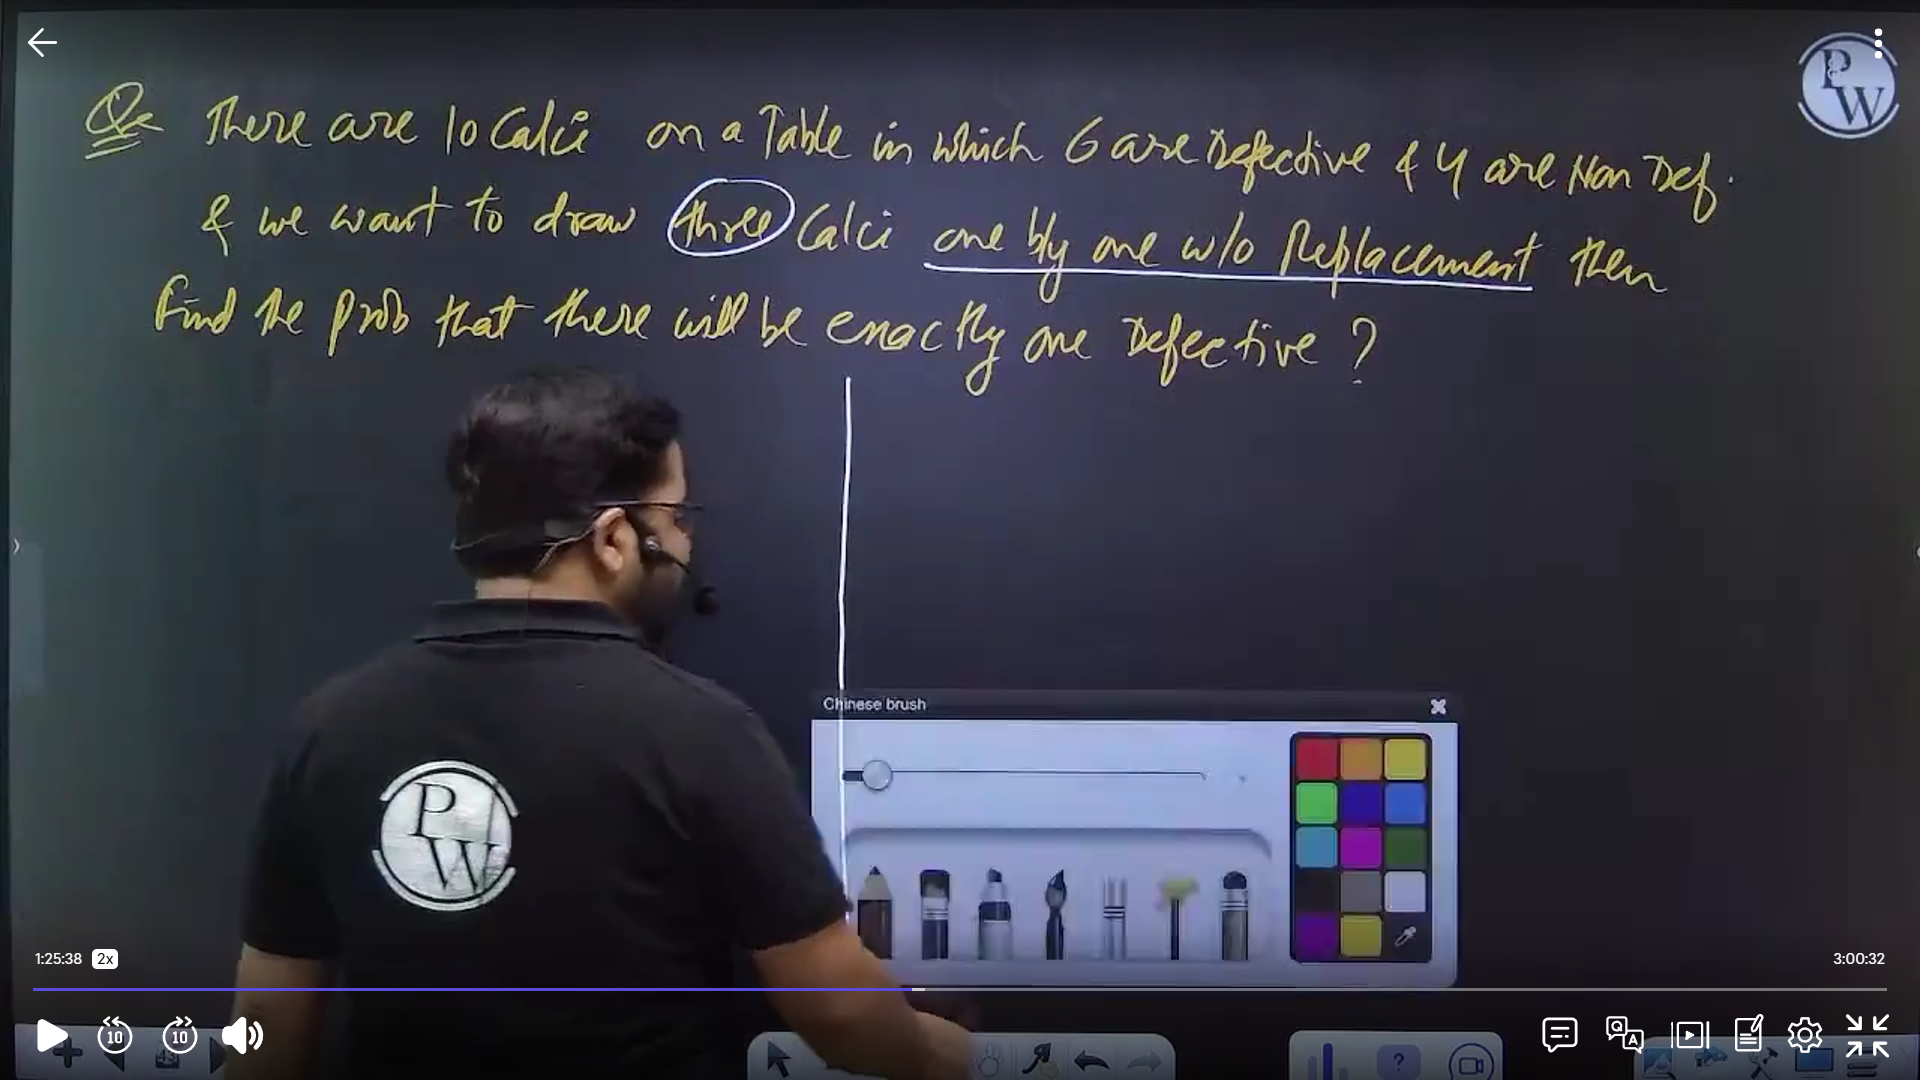 Q= There are 10 Calci on a Table in which 6 are Defective & 4 are Non Def.
& we want to draw three Calci one by one w/o Replacement then
Find the Prob that there will be exactly one Defective ?
PW
Chinese brush
PW
1:25:38 2x 3:00:32
10 10